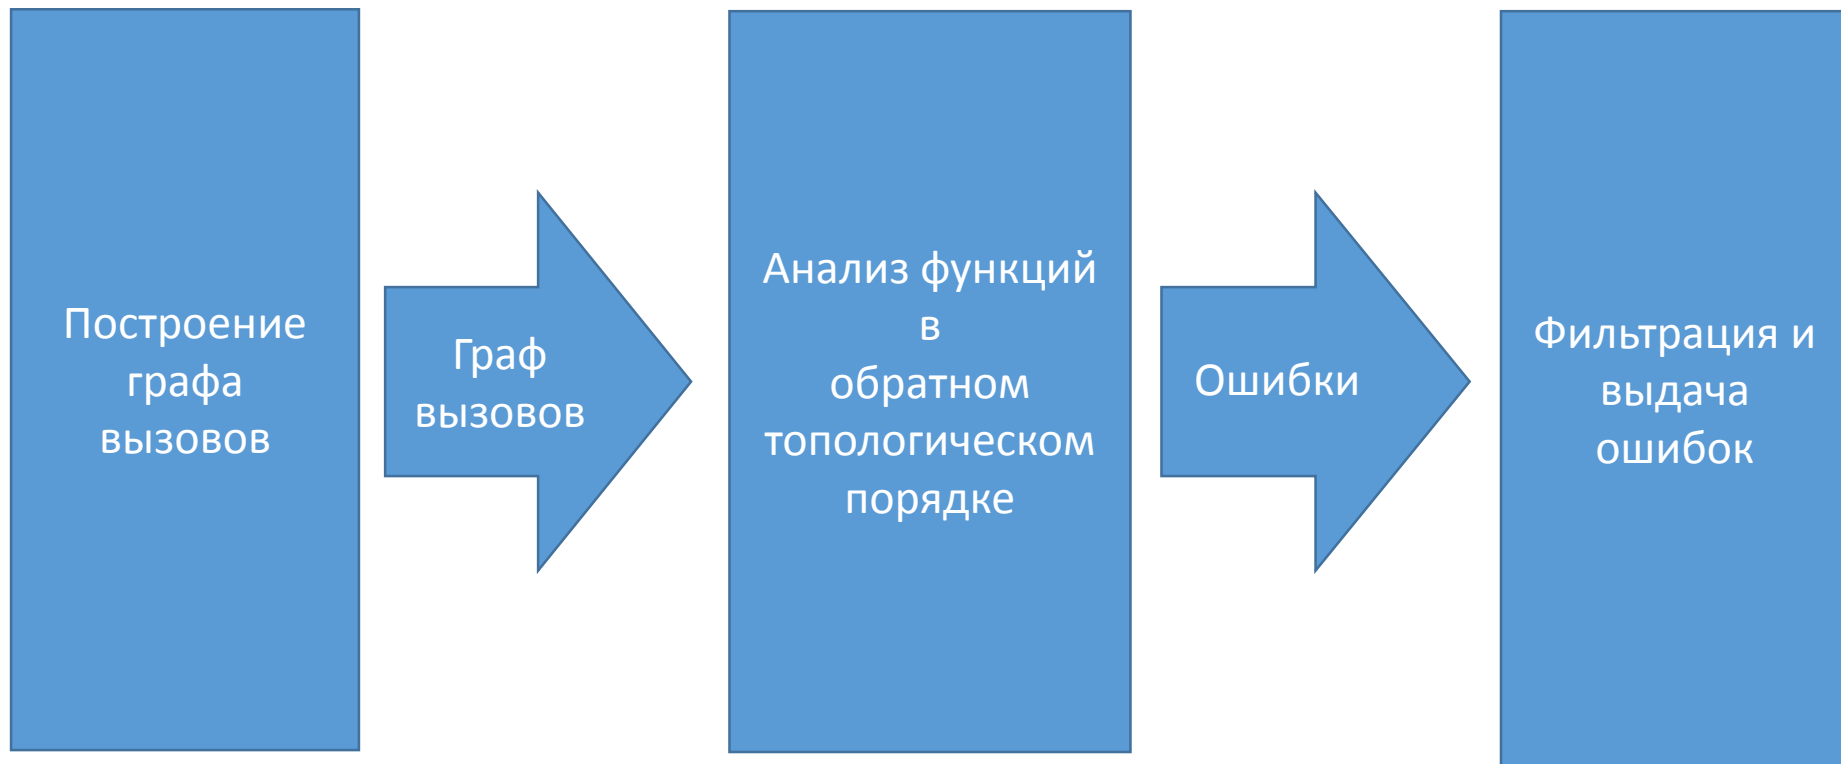 Построение
графа
вызовов
Граф
вызовов
Анализ функций
в
обратном
топологическом
порядке
Ошибки
Фильтрация и
выдача
ошибок